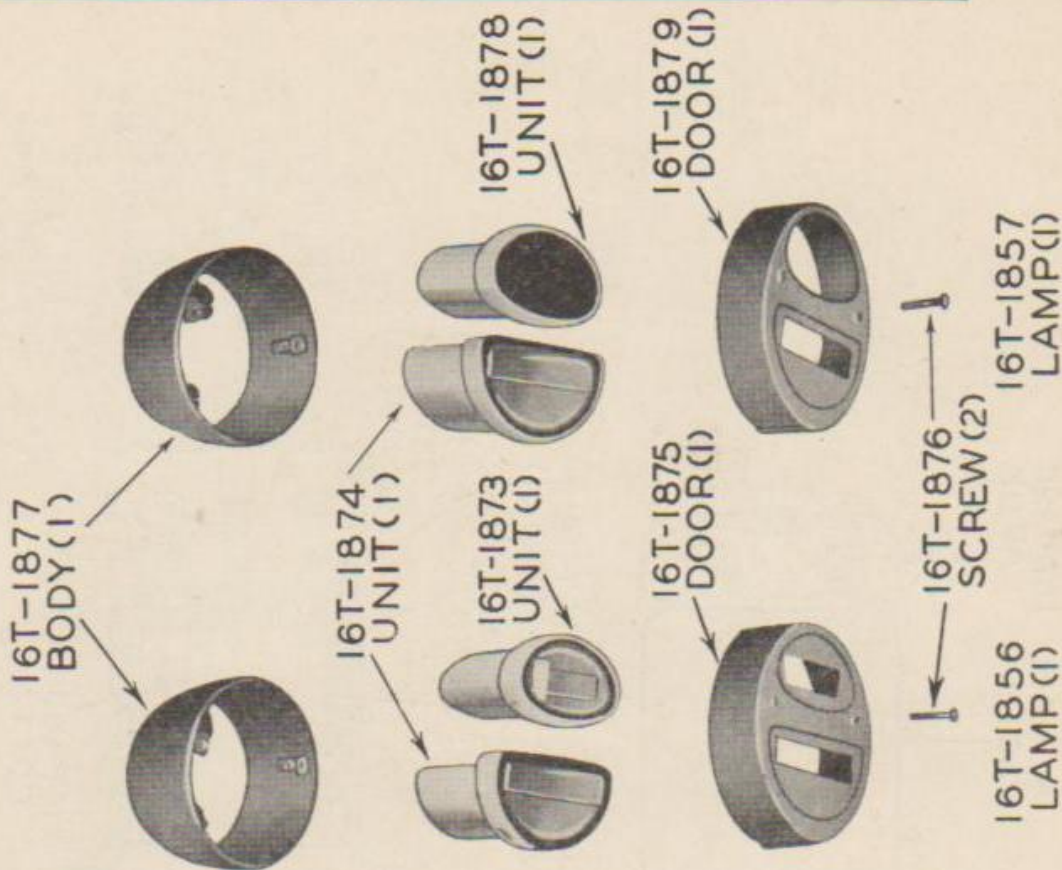 16T-1877
BODY(1)
16T-1874
UNIT(1)
16T-1878
UNIT(1)
16T-1873
UNIT(1)
16T-1875
DOOR(1)
16T-1879
DOOR(1)
16T-1876
SCREW(2)
16T-1856
LAMP(1)
16T-1857
LAMP(1)